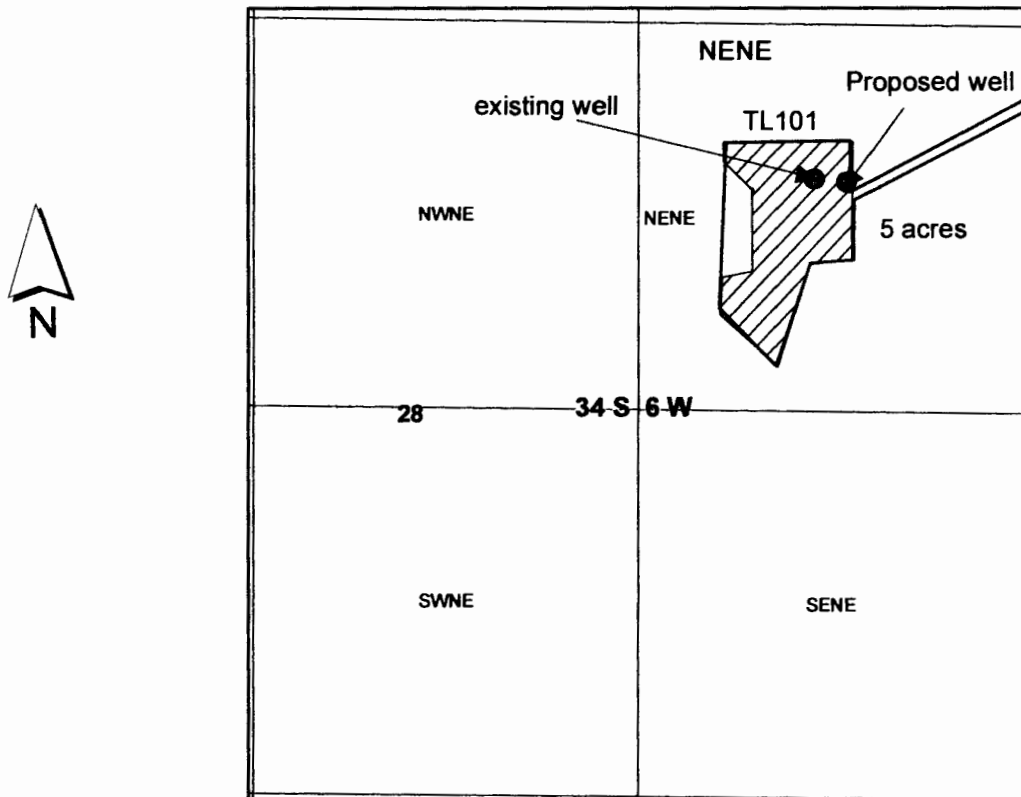 NENE
Proposed well
existing well
TL101
NWNE
NENE
5 acres
N
28
34 S 6 W
SWNE
SENE